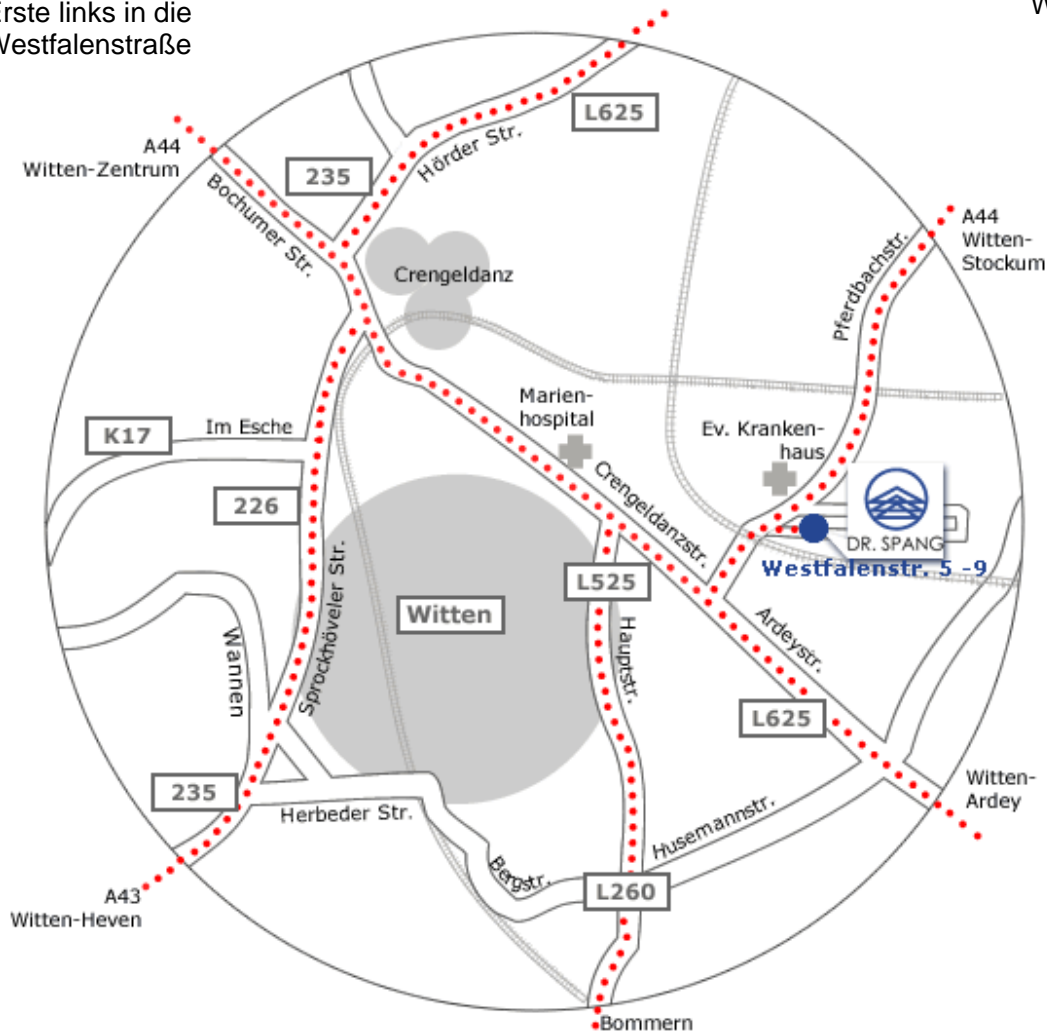 Erste links in die
Westfalenstraße
W
L625
A44
Witten-Zentrum
235
Hörder Str.
Bochumer Str.
A44
Witten-
Stockum
Pferdbachstr.
Crengeldanz
Marien-
hospital
Im Esche
K17
Ev. Kranken-
haus
Crengeldanzstr.
226
DR. SPANG
Westfalenstr. 5 -9
L525
Sprockhöveler Str.
Witten
Wannen
Hauptstr.
Ardeystr.
L625
235
Witten-
Ardey
Herbeder Str.
Husemannstr.
Bergstr.
L260
A43
Witten-Heven
Bommern